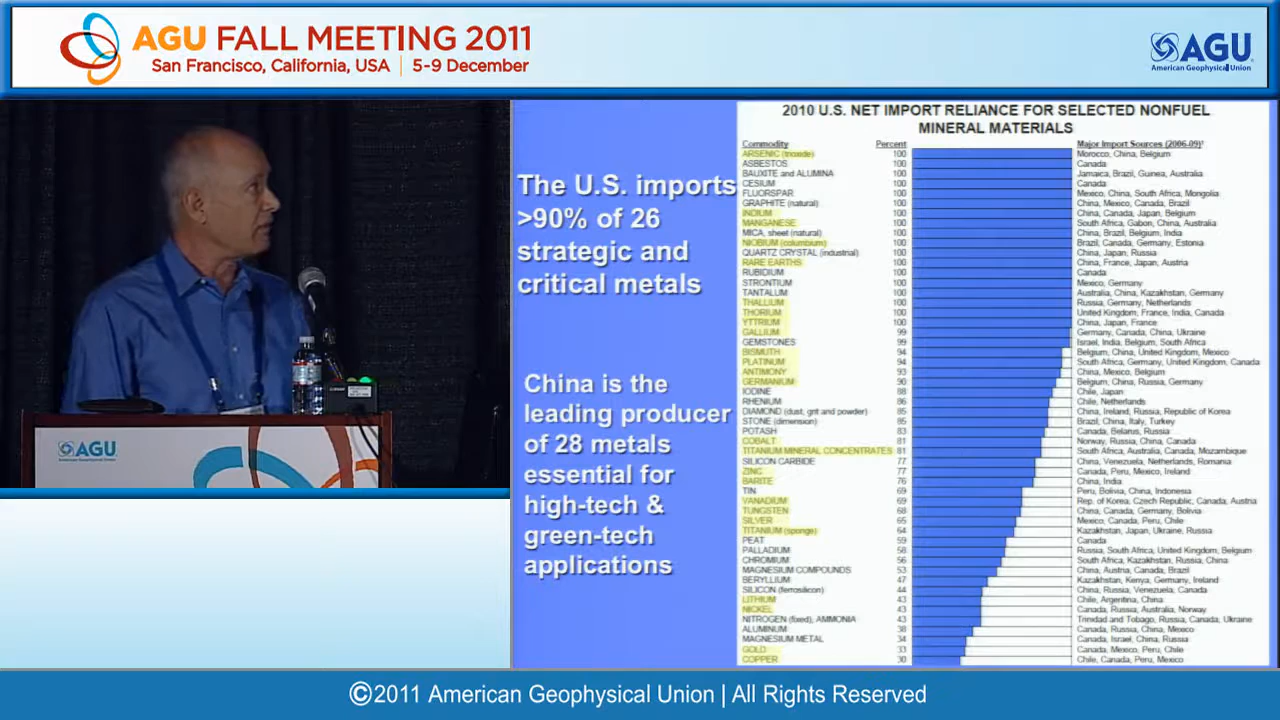 AGU FALL MEETING 2011
San Francisco, California, USA | 5-9 December
AGU
American Geophysical Union
AGU
The U.S. imports
>90% of 26
strategic and
critical metals
China is the
leading producer
of 28 metals
essential for
high-tech &
green-tech
applications
2010 U.S. NET IMPORT RELIANCE FOR SELECTED NONFUEL
MINERAL MATERIALS
Commodity Percent Major Import Sources (2006-09)¹
ARSENIC (trioxide) 100 Morocco, China, Belgium
ASBESTOS 100 Canada
BAUXITE and ALUMINA 100 Jamaica, Brazil, Guinea, Australia
CESIUM 100 Canada
FLUORSPAR 100 Mexico, China, South Africa, Mongolia
GRAPHITE (natural) 100 China, Mexico, Canada, Brazil
INDIUM 100 China, Canada, Japan, Belgium
MANGANESE 100 South Africa, Gabon, China, Australia
MICA, sheet (natural) 100 China, Brazil, Belgium, India
NIOBIUM (columbium) 100 Brazil, Canada, Germany, Estonia
QUARTZ CRYSTAL (industrial) 100 China, Japan, Russia
RARE EARTHS 100 China, France, Japan, Austria
RUBIDIUM 100 Canada
STRONTIUM 100 Mexico, Germany
TANTALUM 100 Australia, China, Kazakhstan, Germany
THALLIUM 100 Russia, Germany, Netherlands
THORIUM 100 United Kingdom, France, India, Canada
YTTRIUM 100 China, Japan, France
GALLIUM 99 Germany, Canada, China, Ukraine
GEMSTONES 99 Israel, India, Belgium, South Africa
BISMUTH 94 Belgium, China, United Kingdom, Mexico
PLATINUM 94 South Africa, Germany, United Kingdom, Canada
ANTIMONY 93 China, Mexico, Belgium
GERMANIUM 90 Belgium, China, Russia, Germany
IODINE 88 Chile, Japan
RHENIUM 86 Chile, Netherlands
DIAMOND (dust, grit and powder) 85 China, Ireland, Russia, Republic of Korea
STONE (dimension) 85 Brazil, China, Italy, Turkey
POTASH 83 Canada, Belarus, Russia
COBALT 81 Norway, Russia, China, Canada
TITANIUM MINERAL CONCENTRATES 81 South Africa, Australia, Canada, Mozambique
SILICON CARBIDE 77 China, Venezuela, Netherlands, Romania
ZINC 77 Canada, Peru, Mexico, Ireland
BARITE 76 China, India
TIN 69 Peru, Bolivia, China, Indonesia
VANADIUM 69 Rep. of Korea, Czech Republic, Canada, Austria
TUNGSTEN 68 China, Canada, Germany, Bolivia
SILVER 65 Mexico, Canada, Peru, Chile
TITANIUM (sponge) 64 Kazakhstan, Japan, Ukraine, Russia
PEAT 59 Canada
PALLADIUM 58 Russia, South Africa, United Kingdom, Belgium
CHROMIUM 56 South Africa, Kazakhstan, Russia, China
MAGNESIUM COMPOUNDS 53 China, Austria, Canada, Brazil
BERYLLIUM 47 Kazakhstan, Kenya, Germany, Ireland
SILICON (ferrosilicon) 44 China, Russia, Venezuela, Canada
LITHIUM 43 Chile, Argentina, China
NICKEL 43 Canada, Russia, Australia, Norway
NITROGEN (fixed), AMMONIA 43 Trinidad and Tobago, Russia, Canada, Ukraine
ALUMINUM 38 Canada, Russia, China, Mexico
MAGNESIUM METAL 34 Canada, Israel, China, Russia
GOLD 33 Canada, Mexico, Peru, Chile
COPPER 30 Chile, Canada, Peru, Mexico
©2011 American Geophysical Union | All Rights Reserved